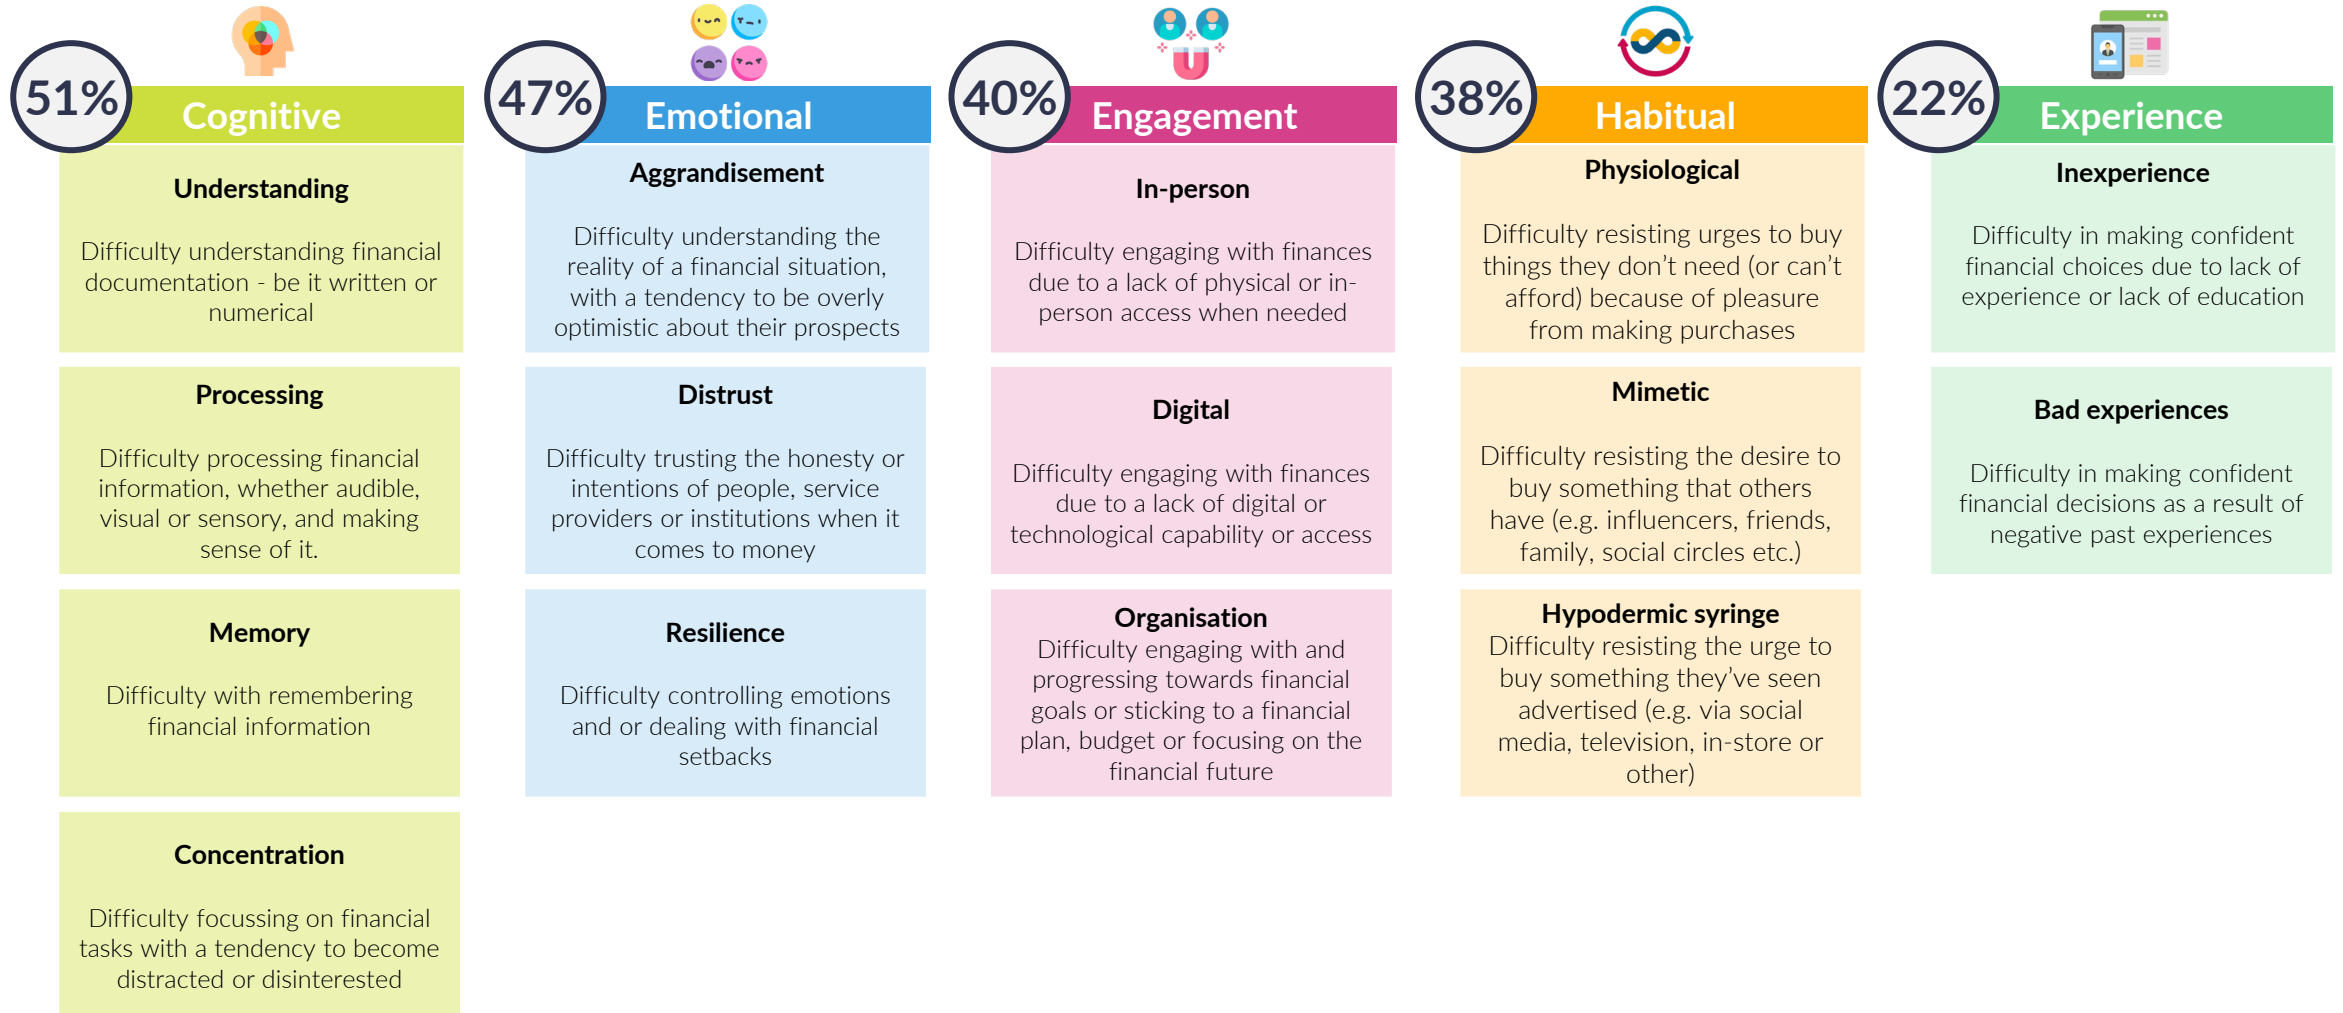 51%
Cognitive
Understanding
Difficulty understanding financial
documentation - be it written or
numerical
Processing
Difficulty processing financial
information, whether audible,
visual or sensory, and making
sense of it.
Memory
Difficulty with remembering
financial information
Concentration
Difficulty focussing on financial
tasks with a tendency to become
distracted or disinterested
47%
Emotional
Aggrandisement
Difficulty understanding the
reality of a financial situation,
with a tendency to be overly
optimistic about their prospects
Distrust
Difficulty trusting the honesty or
intentions of people, service
providers or institutions when it
comes to money
Resilience
Difficulty controlling emotions
and or dealing with financial
setbacks
40%
Engagement
In-person
Difficulty engaging with finances
due to a lack of physical or in-
person access when needed
Digital
Difficulty engaging with finances
due to a lack of digital or
technological capability or access
Organisation
Difficulty engaging with and
progressing towards financial
goals or sticking to a financial
plan, budget or focusing on the
financial future
38%
Habitual
Physiological
Difficulty resisting urges to buy
things they don’t need (or can’t
afford) because of pleasure
from making purchases
Mimetic
Difficulty resisting the desire to
buy something that others
have (e.g. influencers, friends,
family, social circles etc.)
Hypodermic syringe
Difficulty resisting the urge to
buy something they’ve seen
advertised (e.g. via social
media, television, in-store or
other)
22%
Experience
Inexperience
Difficulty in making confident
financial choices due to lack of
experience or lack of education
Bad experiences
Difficulty in making confident
financial decisions as a result of
negative past experiences